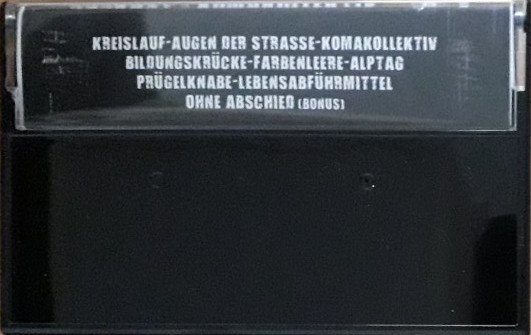 KREISLAUF-AUGEN DER STRASSE-KOMAKOLLEKTIV
BILDUNGSKRÜCKE-FARBENLEERE-ALPTAG
PRÜGELKNABE-LEBENSABFÜHRMITTEL
OHNE ABSCHIED (BONUS)